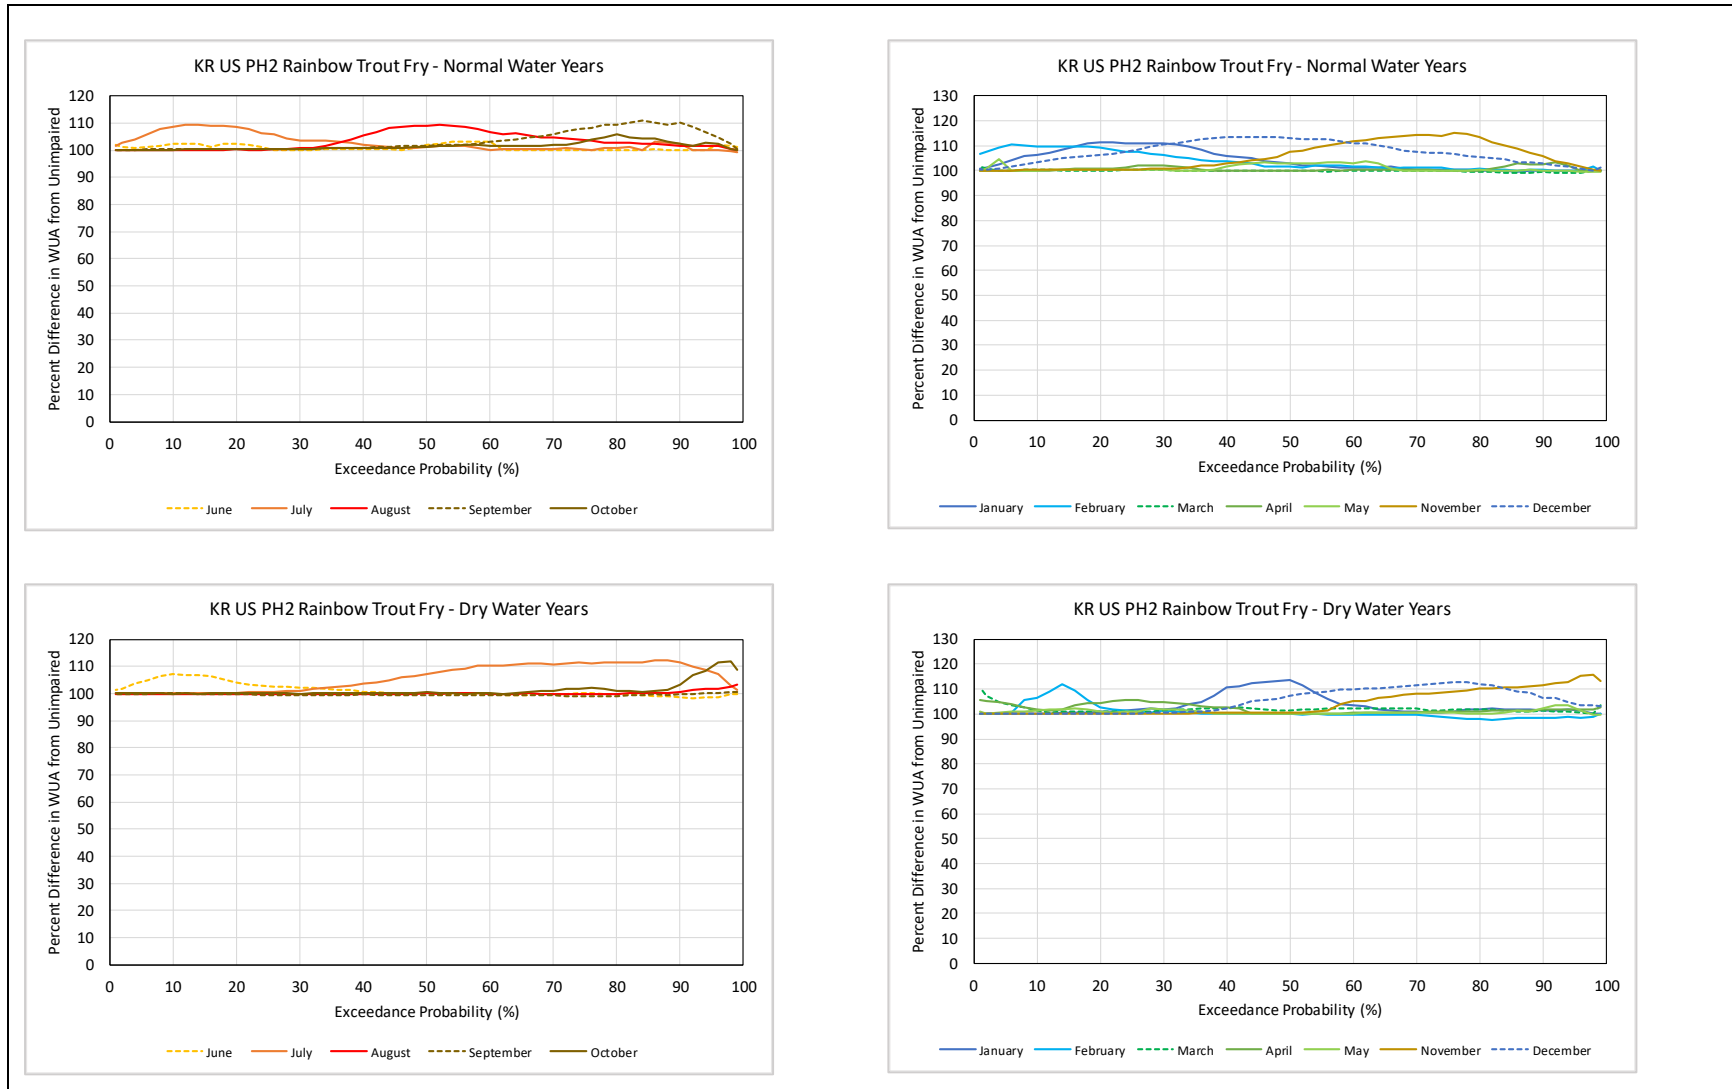 KR US PH2 Rainbow Trout Fry - Normal Water Years
Percent Difference in WUA from Unimpaired
120
110
100
90
80
70
60
50
40
30
20
10
0
0 10 20 30 40 50 60 70 80 90 100
Exceedance Probability (%)
June July August September October
KR US PH2 Rainbow Trout Fry - Normal Water Years
Percent Difference in WUA from Unimpaired
130
120
110
100
90
80
70
60
50
40
30
20
10
0
0 10 20 30 40 50 60 70 80 90 100
Exceedance Probability (%)
January February March April May November December
KR US PH2 Rainbow Trout Fry - Dry Water Years
Percent Difference in WUA from Unimpaired
120
110
100
90
80
70
60
50
40
30
20
10
0
0 10 20 30 40 50 60 70 80 90 100
Exceedance Probability (%)
June July August September October
KR US PH2 Rainbow Trout Fry - Dry Water Years
Percent Difference in WUA from Unimpaired
130
120
110
100
90
80
70
60
50
40
30
20
10
0
0 10 20 30 40 50 60 70 80 90 100
Exceedance Probability (%)
January February March April May November December